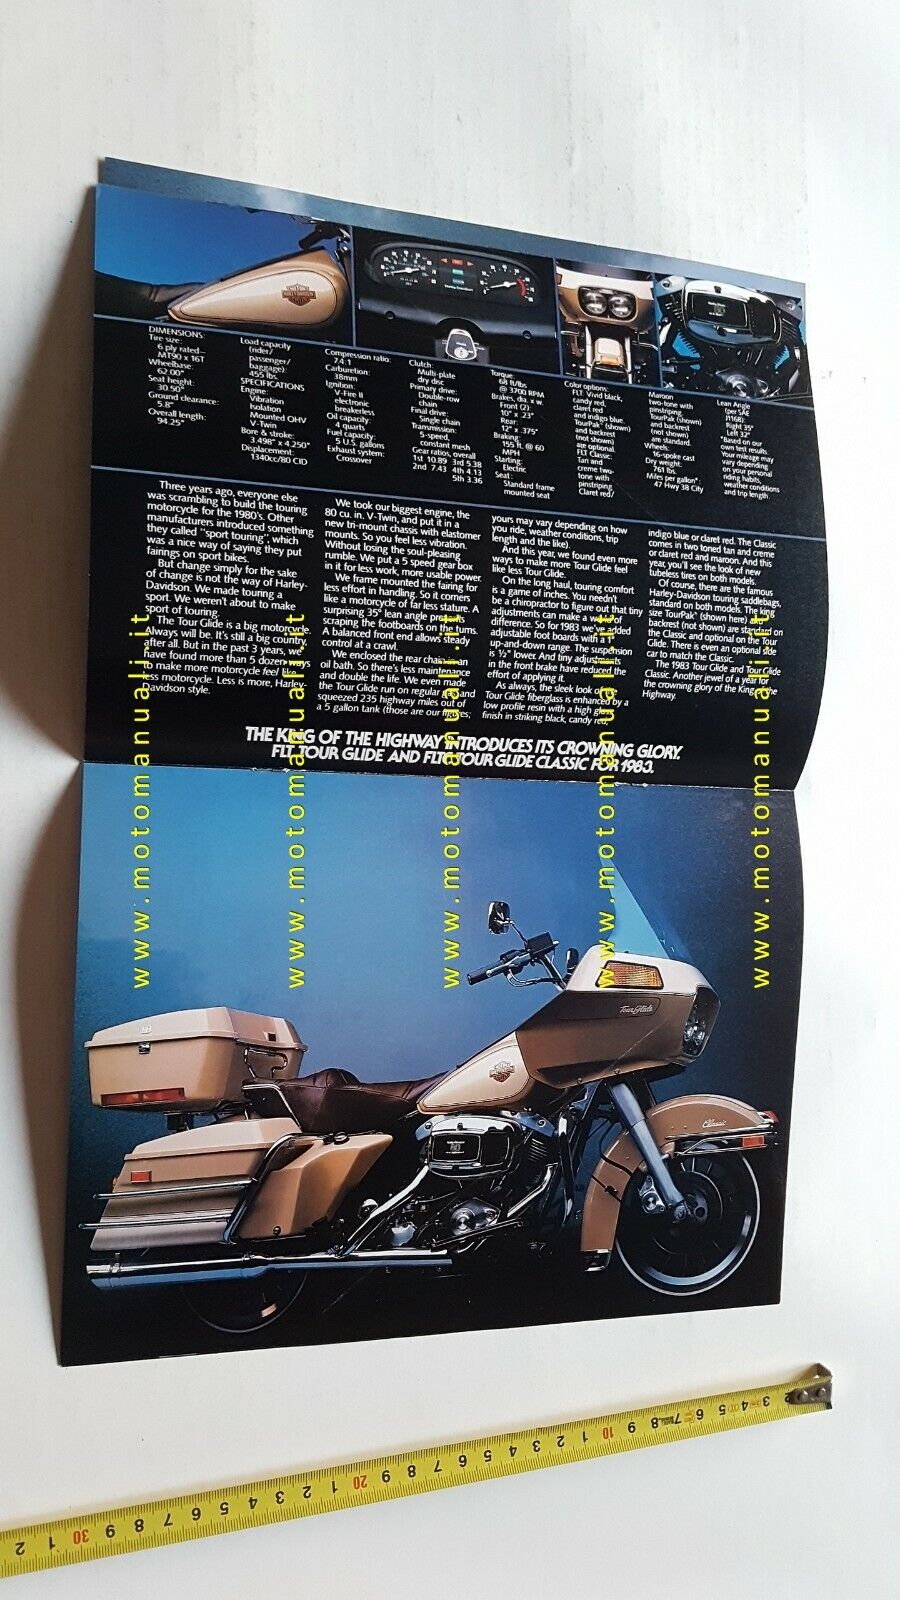 DIMENSIONS:
Tire size:
6 ply rated—
MT90 x 16T
Wheelbase:
62.00"
Seat height:
30.50"
Ground clearance:
5.8"
Overall length:
94.25"
Load capacity
(rider/
passenger/
baggage):
455 lbs.
SPECIFICATIONS
Engine:
Vibration
Isolation
Mounted OHV
V-Twin
Bore & stroke:
3.498" x 4.250"
Displacement:
1340cc/80 CID
Compression ratio:
7.4:1
Carburetion:
38mm
Ignition:
V-Fire II
electronic
breakerless
Oil capacity:
4 quarts
Fuel capacity:
5 U.S. gallons
Exhaust system:
Crossover
Clutch:
Multi-plate
dry disc
Primary drive:
Double-row
chain
Final drive:
Single chain
Transmission:
5-speed,
constant mesh
Gear ratios, overall
1st 10.89 3rd 5.38
2nd 7.43 4th 4.13
5th 3.36
Torque:
68 ft/lbs
@ 3700 RPM
Brakes, dia. x w.
Front (2)
10" x .23"
Rear:
12" x .375"
Braking:
155 ft. @ 60
MPH
Starting:
Electric
Seat:
Standard frame
mounted seat
Color options:
FLT: Vivid black,
candy red,
claret red
and indigo blue.
TourPak® (shown)
and backrest
(not shown)
are optional.
FLT Classic:
Tan and
creme two-
tone with
pinstriping
Claret red/
Maroon
two-tone with
pinstriping.
TourPak (shown)
and backrest
(not shown)
are standard.
Wheels:
16-spoke cast
Dry weight:
761 lbs.
Miles per gallon*:
47 Hwy 38 City
Lean Angle
(per SAE
J1168)
Right 35°
Left 32°
*Based on our
own test results.
Your mileage may
vary depending
on your personal
riding habits,
weather conditions
and trip length.
Three years ago, everyone else
was scrambling to build the touring
motorcycle for the 1980's. Other
manufacturers introduced something
they called "sport touring", which
was a nice way of saying they put
fairings on sport bikes.
But change simply for the sake
of change is not the way of Harley-
Davidson. We made touring a
sport. We weren't about to make
sport of touring.
The Tour Glide is a big motorcycle.
Always will be. It's still a big country,
after all. But in the past 3 years, we
have found more than 5 dozen ways
to make more motorcycle feel like
less motorcycle. Less is more, Harley-
Davidson style.
We took our biggest engine, the
80 cu. in. V-Twin, and put it in a
new tri-mount chassis with elastomer
mounts. So you feel less vibration.
Without losing the soul-pleasing
rumble. We put a 5 speed gear box
in it for less work, more usable power.
We frame mounted the fairing for
less effort in handling. So it corners
like a motorcycle of far less stature. A
surprising 35° lean angle prevents
scraping the footboards on the turns.
A balanced front end allows steady
control at a crawl.
We enclosed the rear chain in an
oil bath. So there's less maintenance
and double the life. We even made
the Tour Glide run on regular gas and
squeezed 235 highway miles out of
a 5 gallon tank (those are our figures;
yours may vary depending on how
you ride, weather conditions, trip
length and the like).
And this year, we found even more
ways to make more Tour Glide feel
like less Tour Glide.
On the long haul, touring comfort
is a game of inches. You needn't
be a chiropractor to figure out that tiny
adjustments can make a world of
difference. So for 1983 we've added
adjustable foot boards with a 1"
up-and-down range. The suspension
is ½" lower. And tiny adjustments
in the front brake have reduced the
effort of applying it.
As always, the sleek look of the
Tour Glide fiberglass is enhanced by a
low profile resin with a high gloss
finish in striking black, candy red,
indigo blue or claret red. The Classic
comes in two toned tan and creme
or claret red and maroon. And this
year, you'll see the look of new
tubeless tires on both models.
Of course, there are the famous
Harley-Davidson touring saddlebags,
standard on both models. The king
size TourPak® (shown here) and
backrest (not shown) are standard on
the Classic and optional on the Tour
Glide. There is even an optional side
car to match the Classic.
The 1983 Tour Glide and Tour Glide
Classic. Another jewel of a year for
the crowning glory of the King of the
Highway.
THE KING OF THE HIGHWAY INTRODUCES ITS CROWNING GLORY.
FLT TOUR GLIDE AND FLTC TOUR GLIDE CLASSIC FOR 1983.
www.motomanuali.it
www.motomanuali.it
www.motomanuali.it
www.motomanuali.it
www.motomanuali.it
Tour Glide
Classic
2 3 4 5 6 7 8 9 10 1 2 3 4 5 6 7 8 9 20 1 2 3 4 5 6 7 8 9 30 1 2